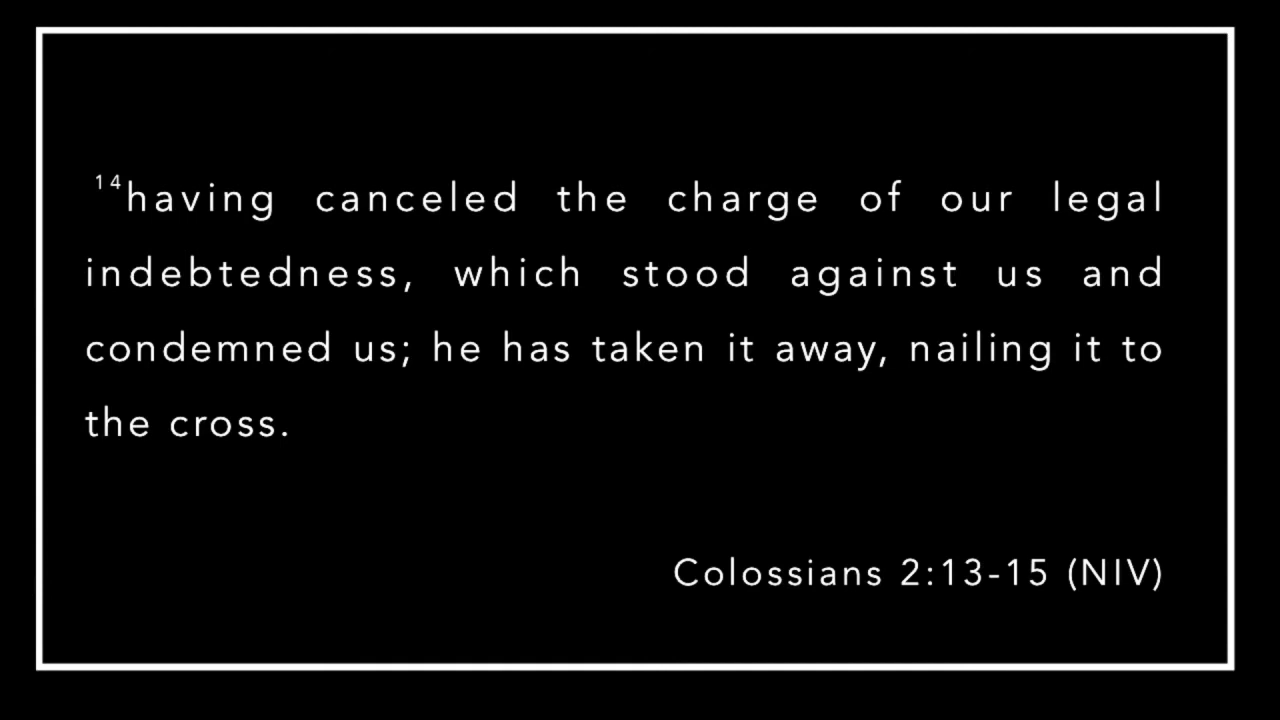 14having canceled the charge of our legal
indebtedness, which stood against us and
condemned us; he has taken it away, nailing it to
the cross.
Colossians 2:13-15 (NIV)